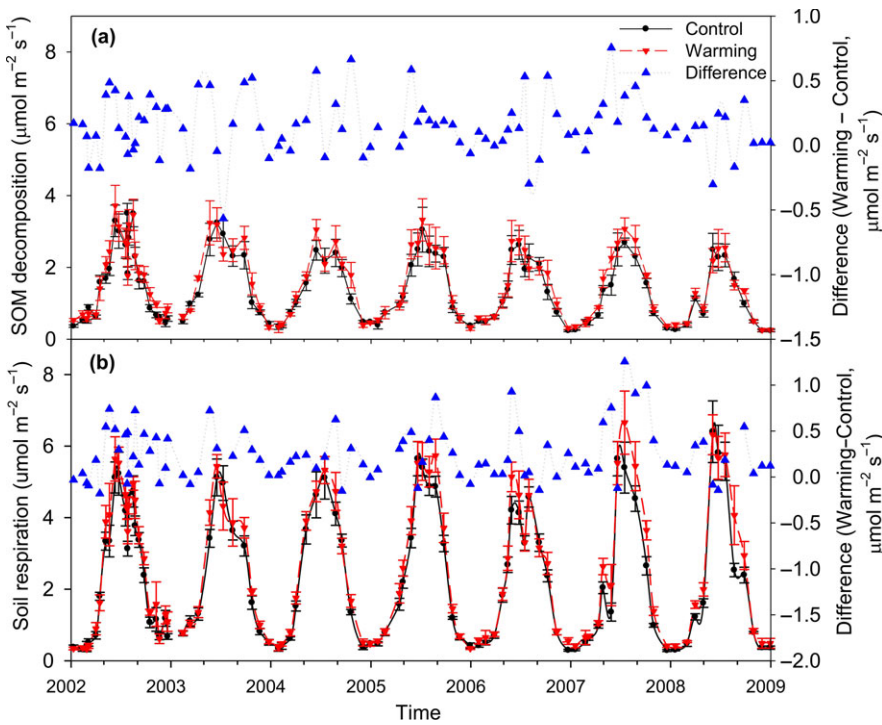 (a)
Control
Warming
Difference
SOM decomposition (μmol m⁻² s⁻¹)
8
6
4
2
0
1.0
0.5
0.0
−0.5
−1.0
−1.5
Difference (Warming – Control,
μmol m⁻² s⁻¹)
(b)
Soil respiration (umol m⁻² s⁻¹)
8
6
4
2
0
1.0
0.5
0.0
−0.5
−1.0
−1.5
−2.0
Difference (Warming–Control,
μmol m⁻² s⁻¹)
2002 2003 2004 2005 2006 2007 2008 2009
Time